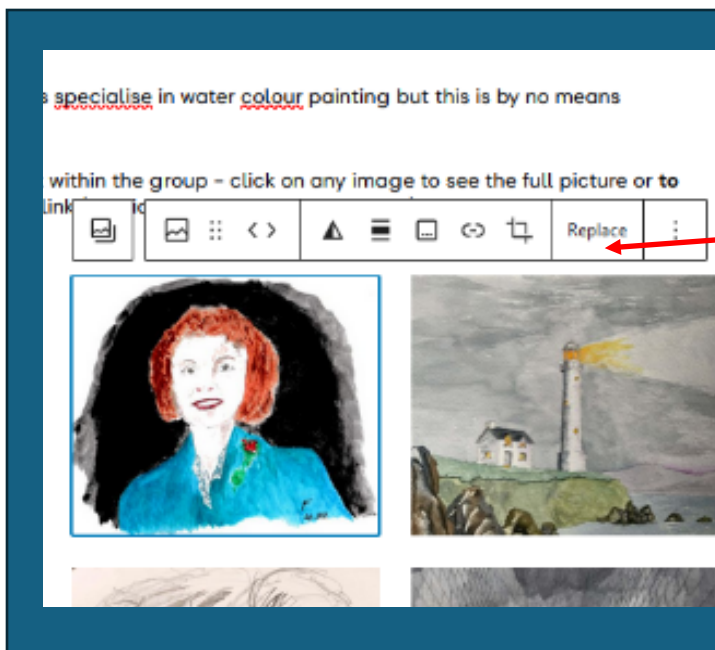 s specialise in water colour painting but this is by no means
within the group – click on any image to see the full picture or to
link
Replace